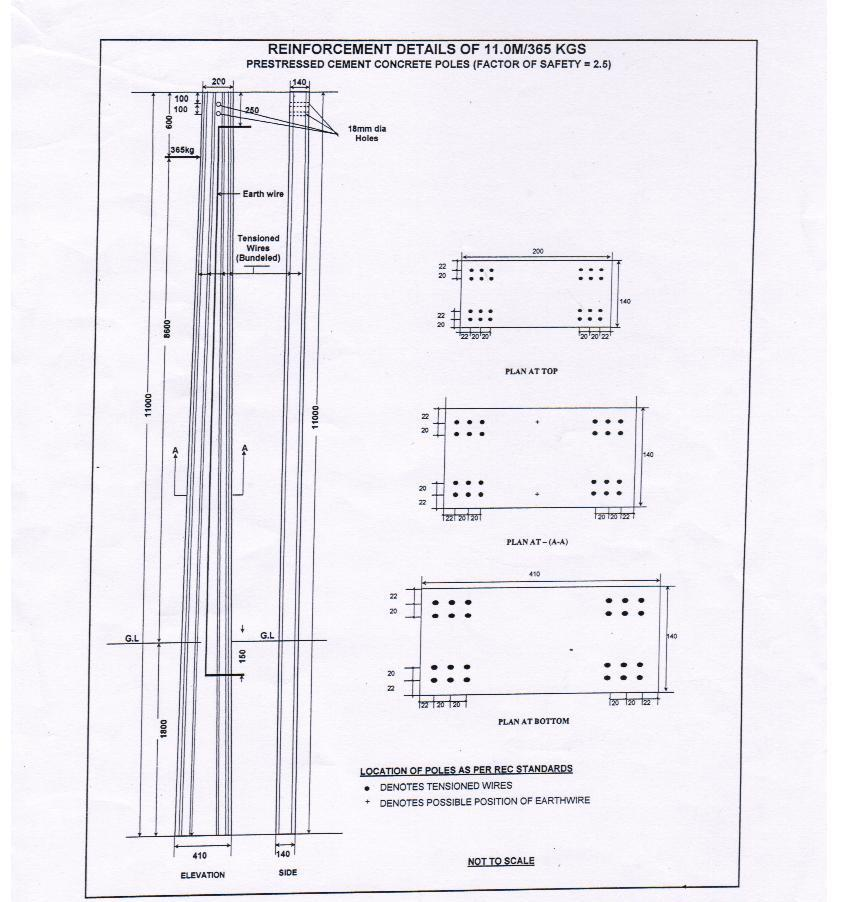 REINFORCEMENT DETAILS OF 11.0M/365 KGS
PRESTRESSED CEMENT CONCRETE POLES (FACTOR OF SAFETY = 2.5)
200
140
100
100
600
250
18mm dia
Holes
365kg
Earth wire
Tensioned
Wires
(Bundeled)
8600
11000
11000
A
A
G.L
G.L
150
1800
410
140
ELEVATION
SIDE
200
22
20
140
22
20
22 20 20
20 20 22
PLAN AT TOP
22
20
140
20
22
22 20 20
20 20 22
PLAN AT – (A-A)
410
22
20
140
20
22
22 20 20
20 20 22
PLAN AT BOTTOM
LOCATION OF POLES AS PER REC STANDARDS
● DENOTES TENSIONED WIRES
+ DENOTES POSSIBLE POSITION OF EARTHWIRE
NOT TO SCALE